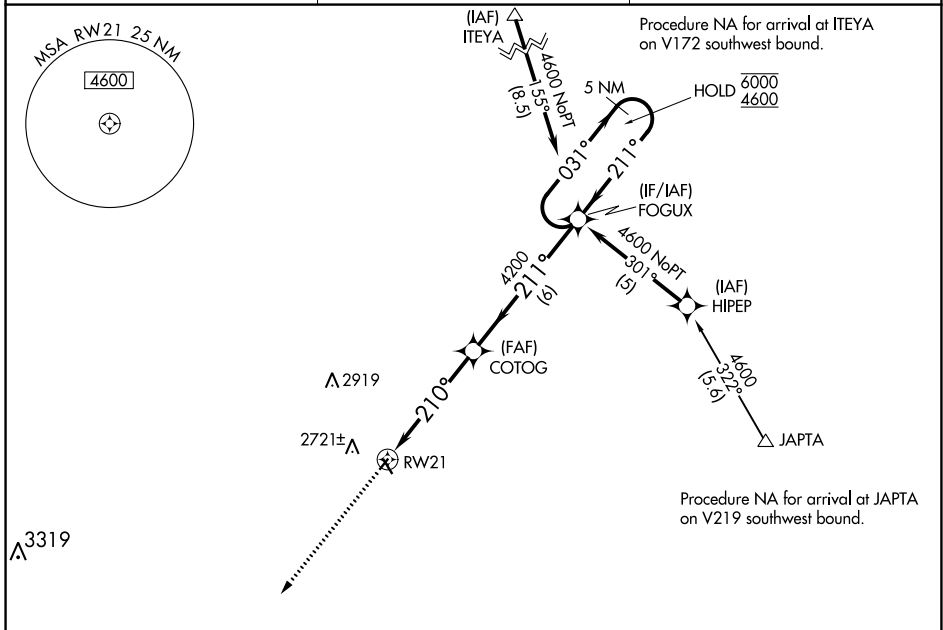 MSA RW21 25 NM
4600
(IAF)
ITEYA
4600 NoPT
155°
(8.5)
Procedure NA for arrival at ITEYA
on V172 southwest bound.
5 NM
HOLD 6000
4600
031°
211°
(IF/IAF)
FOGUX
4600 NoPT
301°
(5)
(IAF)
HIPEP
4200
211°
(6)
(FAF)
COTOG
4600
322°
(5.6)
JAPTA
2919
210°
2721±
RW21
Procedure NA for arrival at JAPTA
on V219 southwest bound.
3319